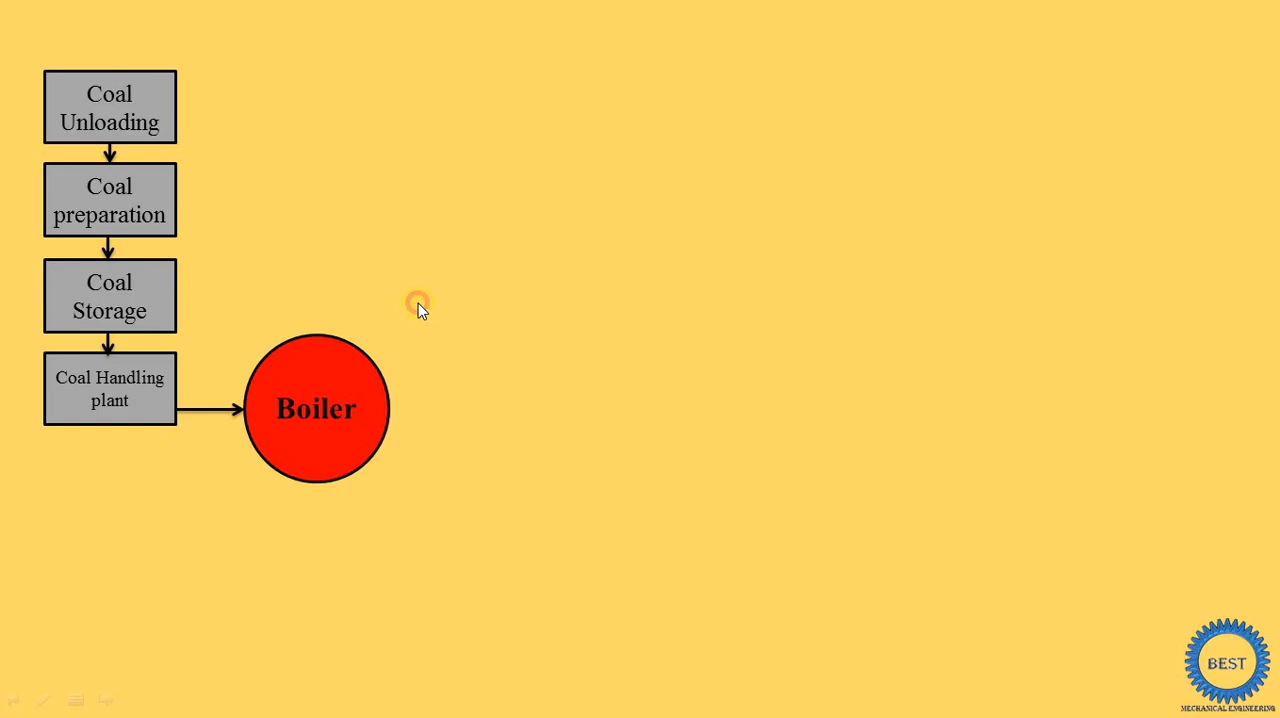 Coal
Unloading
Coal
preparation
Coal
Storage
Coal Handling
plant
Boiler
BEST
MECHANICAL ENGINEERING